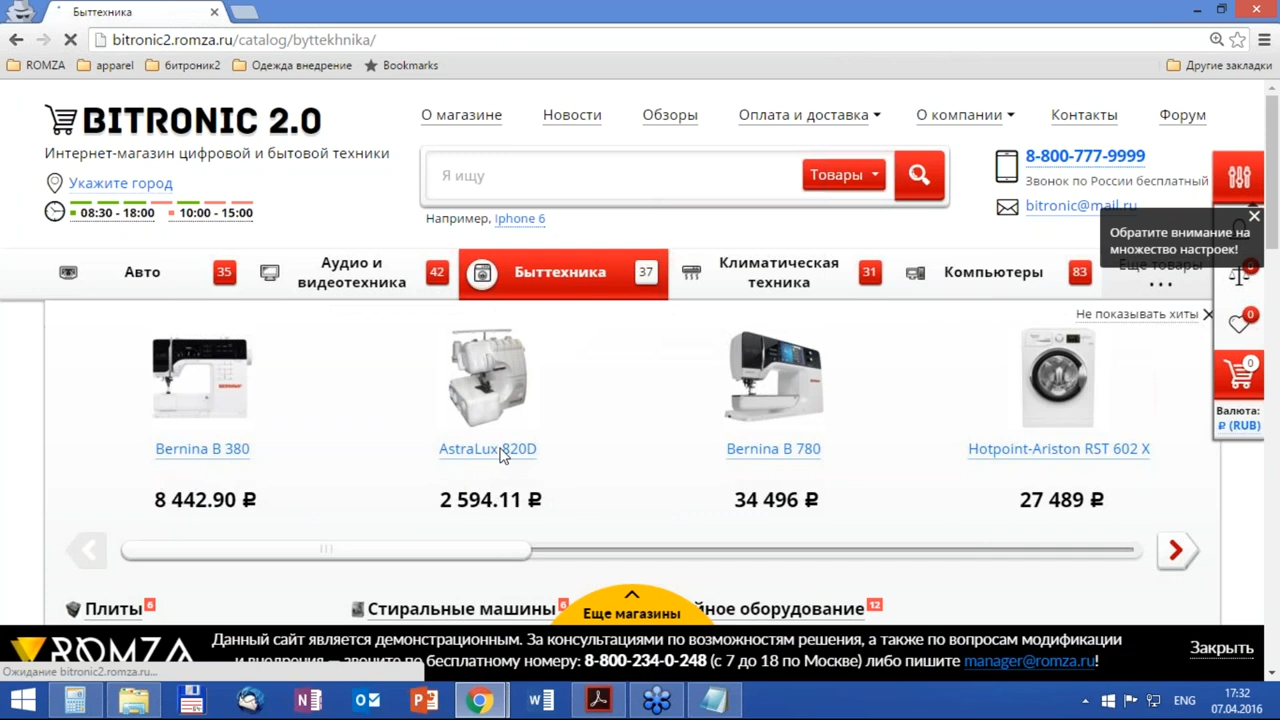 Быттехника
bitronic2.romza.ru/catalog/byttekhnika/
ROMZA apparel битроник2 Одежда внедрение Bookmarks Другие закладки
BITRONIC 2.0
Интернет-магазин цифровой и бытовой техники
Укажите город
08:30 - 18:00 10:00 - 15:00
О магазине Новости Обзоры Оплата и доставка О компании Контакты Форум
Я ищу Товары
Например, Iphone 6
8-800-777-9999
Звонок по России бесплатный
bitronic@mail.ru
Обратите внимание на
множество настроек!
Авто 35
Аудио и
видеотехника 42
Быттехника 37
Климатическая
техника 31
Компьютеры 83
Еще товары
...
Не показывать хиты
0
0
0
Валюта:
₽ (RUB)
Bernina B 380 AstraLux 820D Bernina B 780 Hotpoint-Ariston RST 602 X
8 442.90 ₽ 2 594.11 ₽ 34 496 ₽ 27 489 ₽
Плиты 6 Стиральные машины 6 ное оборудование 12
Еще магазины
ROMZA
Данный сайт является демонстрационным. За консультациями по возможностям решения, а также по вопросам модификации
и внедрения — звоните по бесплатному номеру: 8-800-234-0-248 (с 7 до 18 по Москве) либо пишите manager@romza.ru!
Закрыть
Ожидание bitronic2.romza.ru...
ENG
17:32
07.04.2016